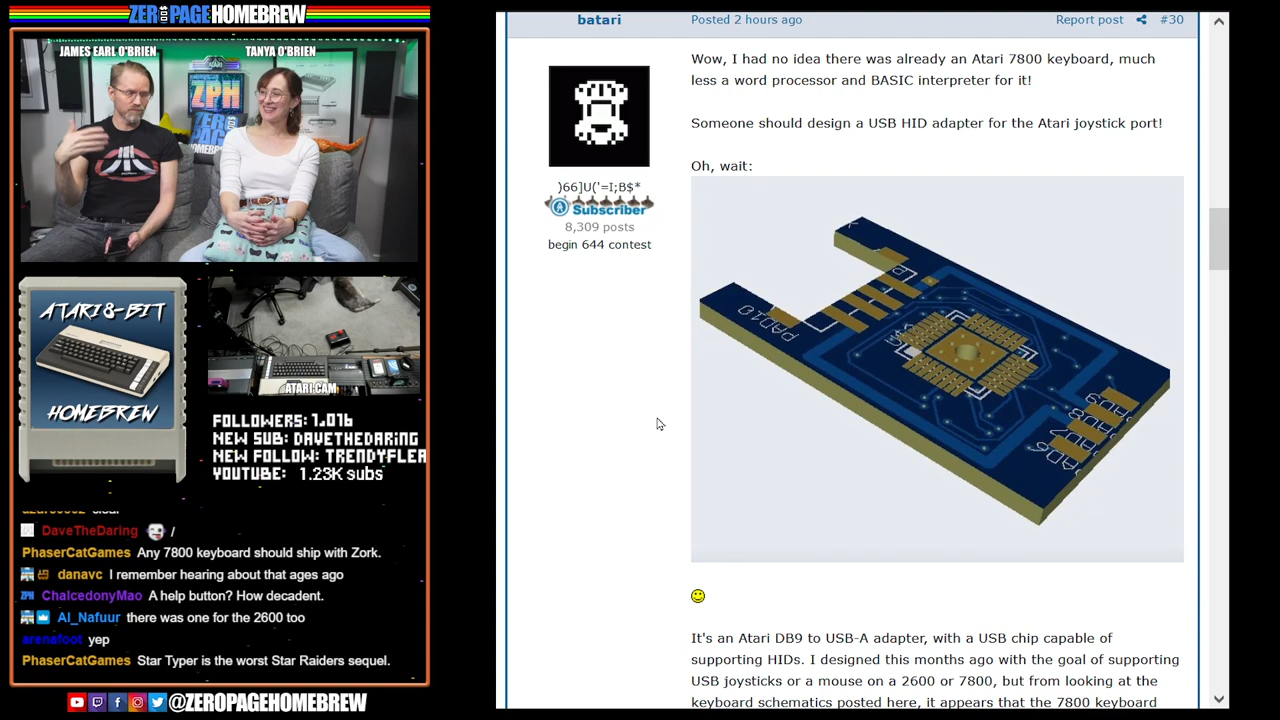 ZEROPAGE HOMEBREW
JAMES EARL O'BRIEN
TANYA O'BRIEN
ZPH
ATARI 8-BIT
HOMEBREW
ATARI CAM
FOLLOWERS: 1,016
NEW SUB: DAVETHEDARING
NEW FOLLOW: TRENDYFLEA
YOUTUBE: 1.23K subs
DaveTheDaring /
PhaserCatGames Any 7800 keyboard should ship with Zork.
danavc I remember hearing about that ages ago
ChalcedonyMao A help button? How decadent.
Al_Nafuur there was one for the 2600 too
arenafoot yep
PhaserCatGames Star Typer is the worst Star Raiders sequel.
@ZEROPAGEHOMEBREW
batari
Posted 2 hours ago
Report post
#30
)66]U('=I;B$*
Subscriber
8,309 posts
begin 644 contest
Wow, I had no idea there was already an Atari 7800 keyboard, much
less a word processor and BASIC interpreter for it!
Someone should design a USB HID adapter for the Atari joystick port!
Oh, wait:
PAD10
It's an Atari DB9 to USB-A adapter, with a USB chip capable of
supporting HIDs. I designed this months ago with the goal of supporting
USB joysticks or a mouse on a 2600 or 7800, but from looking at the
keyboard schematics posted here, it appears that the 7800 keyboard